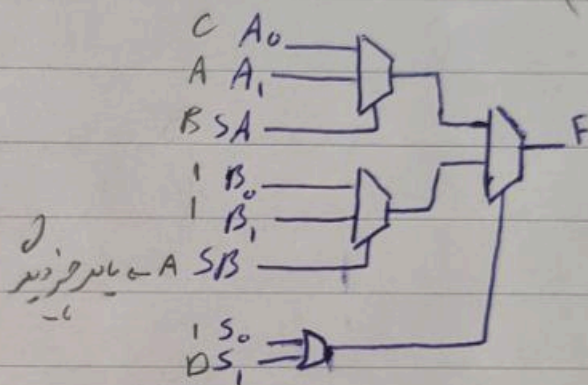 C A₀
A A₁
B SA
F
1 B₀
1 B₁
A SB
1 S₀
D S₁